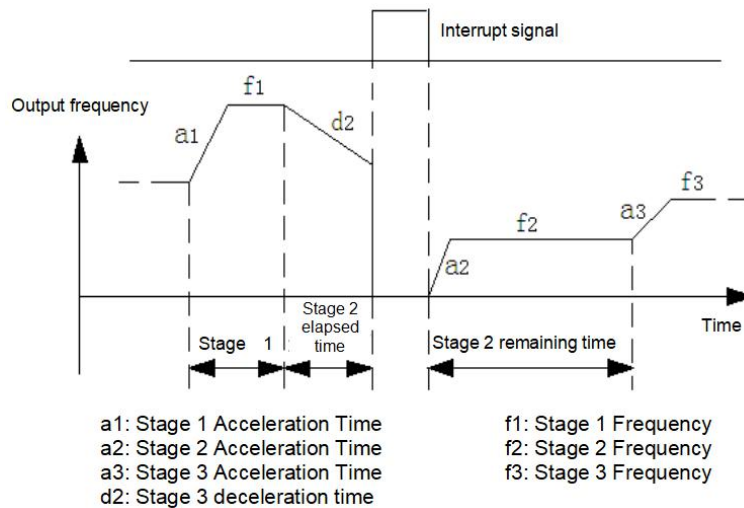 Interrupt signal
Output frequency
f1
a1
d2
f3
a3
f2
a2
Time
Stage 1
Stage 2
elapsed
time
Stage 2 remaining time
a1: Stage 1 Acceleration Time
a2: Stage 2 Acceleration Time
a3: Stage 3 Acceleration Time
d2: Stage 3 deceleration time
f1: Stage 1 Frequency
f2: Stage 2 Frequency
f3: Stage 3 Frequency